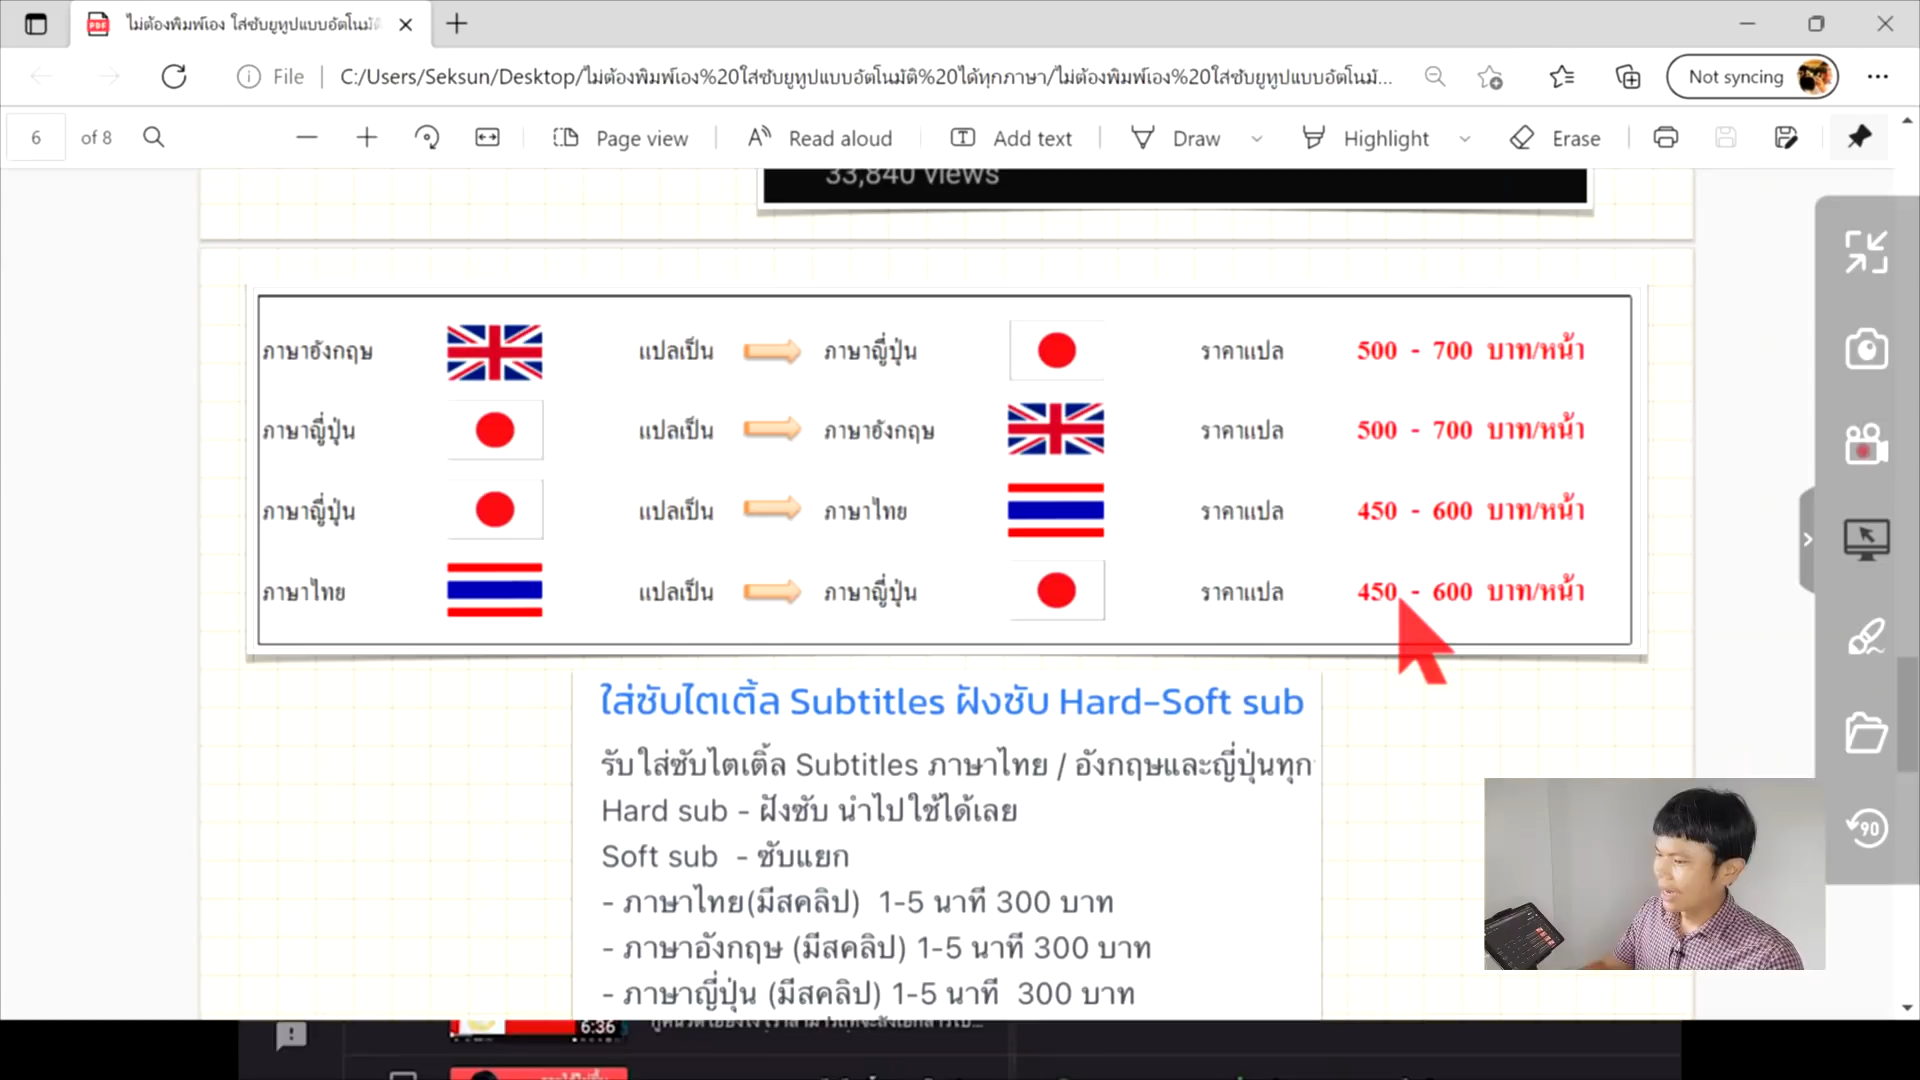 ไม่ต้องพิมพ์เอง ใส่ซับยูทูปแบบอัตโนมัติ
File
C:/Users/Seksun/Desktop/ไม่ต้องพิมพ์เอง%20ใส่ซับยูทูปแบบอัตโนมัติ%20ได้ทุกภาษา/ไม่ต้องพิมพ์เอง%20ใส่ซับยูทูปแบบอัตโนมั...
Not syncing
6 of 8
Page view
Read aloud
Add text
Draw
Highlight
Erase
33,840 views
ภาษาอังกฤษ แปลเป็น ภาษาญี่ปุ่น ราคาแปล 500 - 700 บาท/หน้า
ภาษาญี่ปุ่น แปลเป็น ภาษาอังกฤษ ราคาแปล 500 - 700 บาท/หน้า
ภาษาญี่ปุ่น แปลเป็น ภาษาไทย ราคาแปล 450 - 600 บาท/หน้า
ภาษาไทย แปลเป็น ภาษาญี่ปุ่น ราคาแปล 450 - 600 บาท/หน้า
ใส่ซับไตเติ้ล Subtitles ฝังซับ Hard-Soft sub
รับใส่ซับไตเติ้ล Subtitles ภาษาไทย / อังกฤษและญี่ปุ่นทุก
Hard sub - ฝังซับ นำไปใช้ได้เลย
Soft sub - ซับแยก
- ภาษาไทย(มีสคลิป) 1-5 นาที 300 บาท
- ภาษาอังกฤษ (มีสคลิป) 1-5 นาที 300 บาท
- ภาษาญี่ปุ่น (มีสคลิป) 1-5 นาที 300 บาท
90
6:36